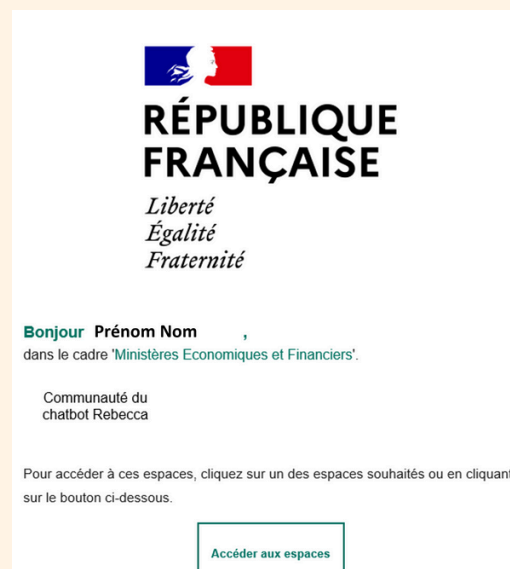 RÉPUBLIQUE
FRANÇAISE
Liberté
Égalité
Fraternité
Bonjour Prénom Nom ,
dans le cadre 'Ministères Economiques et Financiers'.
Communauté du
chatbot Rebecca
Pour accéder à ces espaces, cliquez sur un des espaces souhaités ou en cliquant
sur le bouton ci-dessous.
Accéder aux espaces